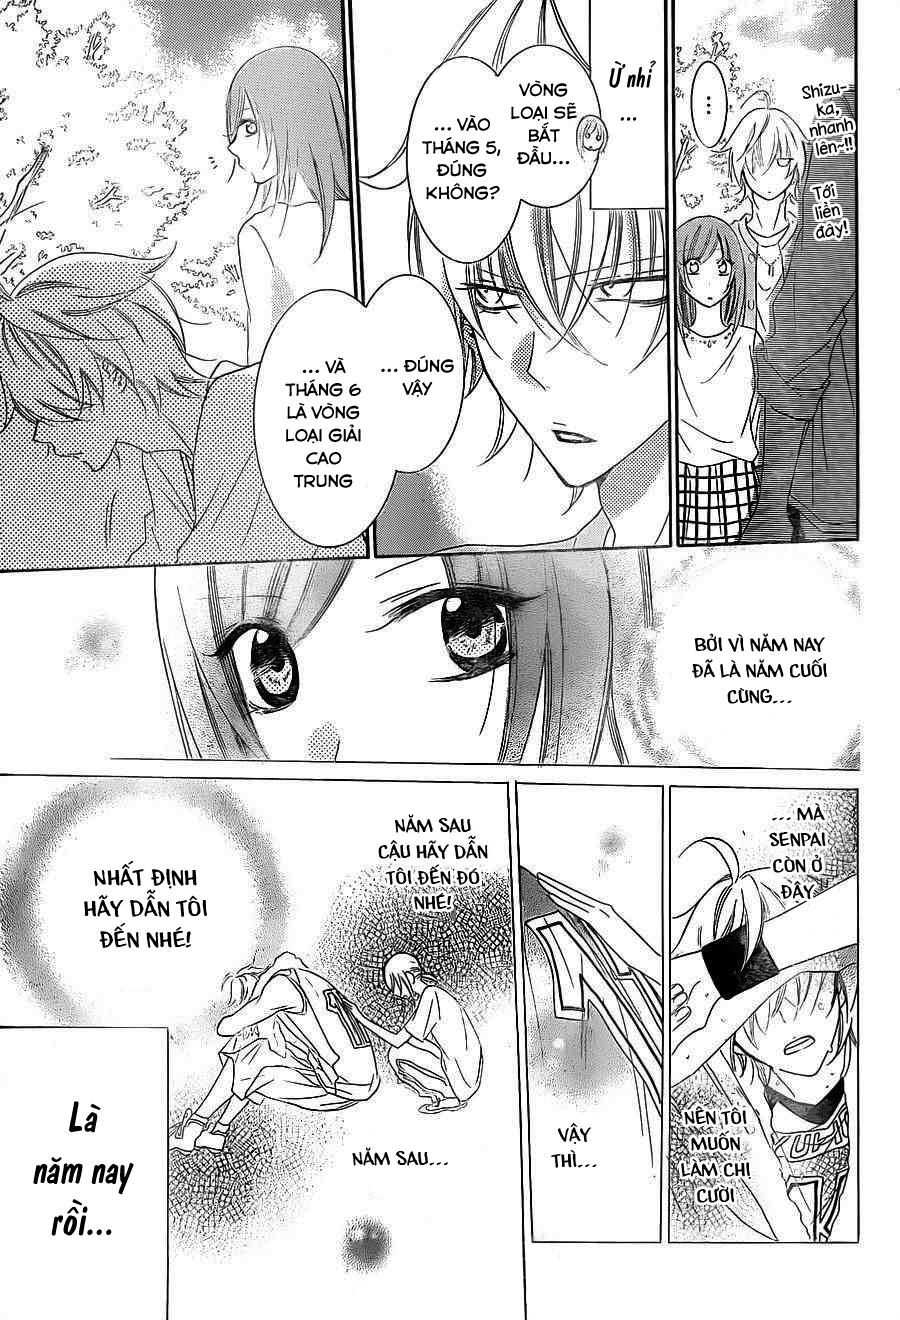 Shizu-
ka,
nhanh
lên~!!
Tới
liền
đây!
...
Ừ nhỉ
...
VÒNG
LOẠI SẼ
BẮT
ĐẦU...
... VÀO
THÁNG 5,
ĐÚNG
KHÔNG?
... ĐÚNG
VẬY
... VÀ
THÁNG 6
LÀ VÒNG
LOẠI GIẢI
CAO
TRUNG
BỞI VÌ NĂM NAY
ĐÃ LÀ NĂM CUỐI
CÙNG...
... MÀ
SENPAI
CÒN Ở
ĐÂY
NÊN TÔI
MUỐN
LÀM CHỊ
CƯỜI
VẬY
THÌ...
NĂM SAU
CẬU HÃY DẪN
TÔI ĐẾN ĐÓ
NHÉ!
NĂM SAU...
NHẤT ĐỊNH
HÃY DẪN TÔI
ĐẾN NHÉ!
Là
năm nay
rồi...